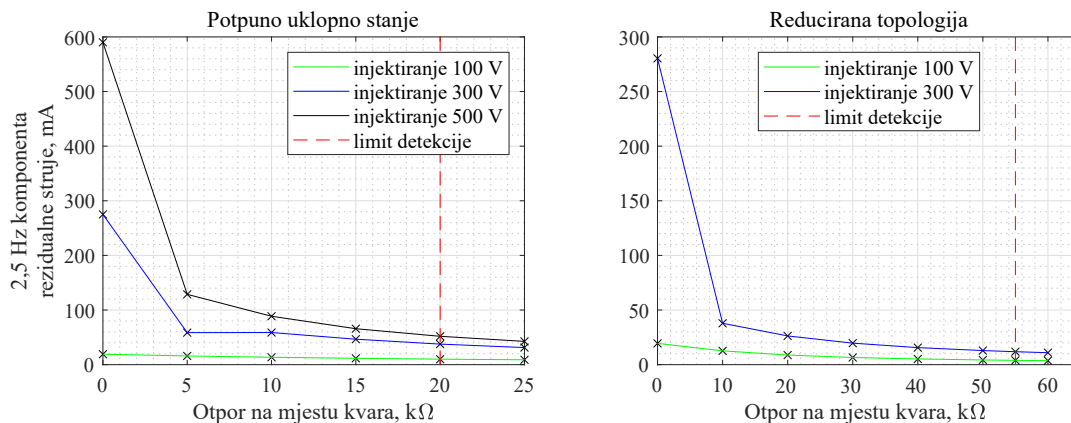 Potpuno uklopno stanje
600
500
400
300
200
100
0
2,5 Hz komponenta
rezidualne struje, mA
injektiranje 100 V
injektiranje 300 V
injektiranje 500 V
limit detekcije
0 5 10 15 20 25
Otpor na mjestu kvara, kΩ
Reducirana topologija
300
250
200
150
100
50
0
injektiranje 100 V
injektiranje 300 V
limit detekcije
0 10 20 30 40 50 60
Otpor na mjestu kvara, kΩ